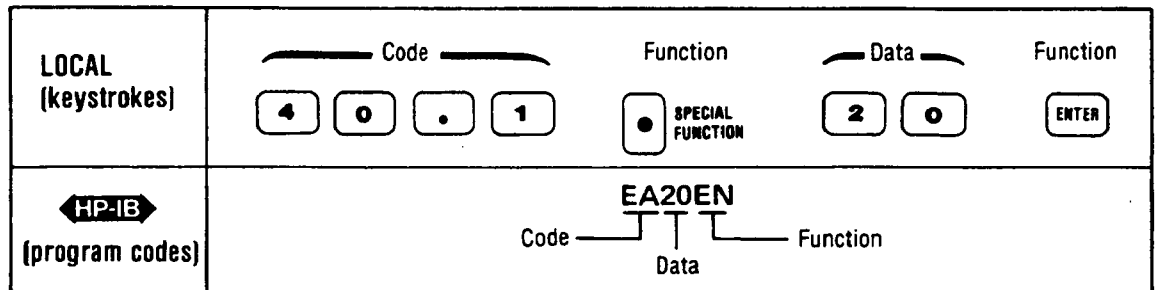 LOCAL
(keystrokes)
Code Function Data Function
4 0 . 1 SPECIAL FUNCTION 2 0 ENTER
HP-IB
(program codes)
EA20EN
Code Function
Data